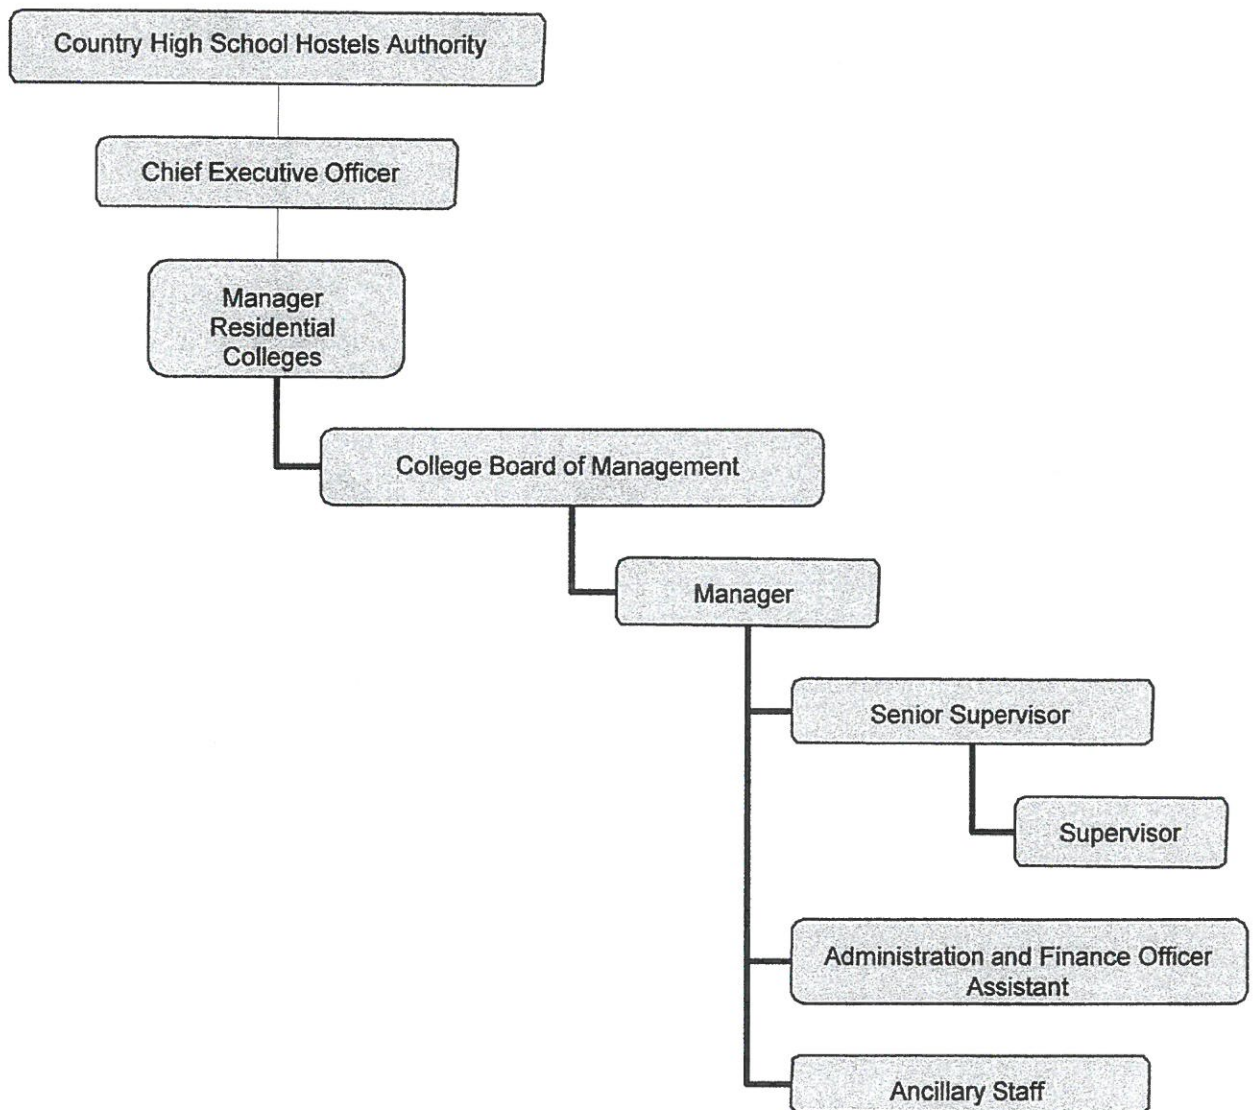 Country High School Hostels Authority
Chief Executive Officer
Manager
Residential
Colleges
College Board of Management
Manager
Senior Supervisor
Supervisor
Administration and Finance Officer
Assistant
Ancillary Staff